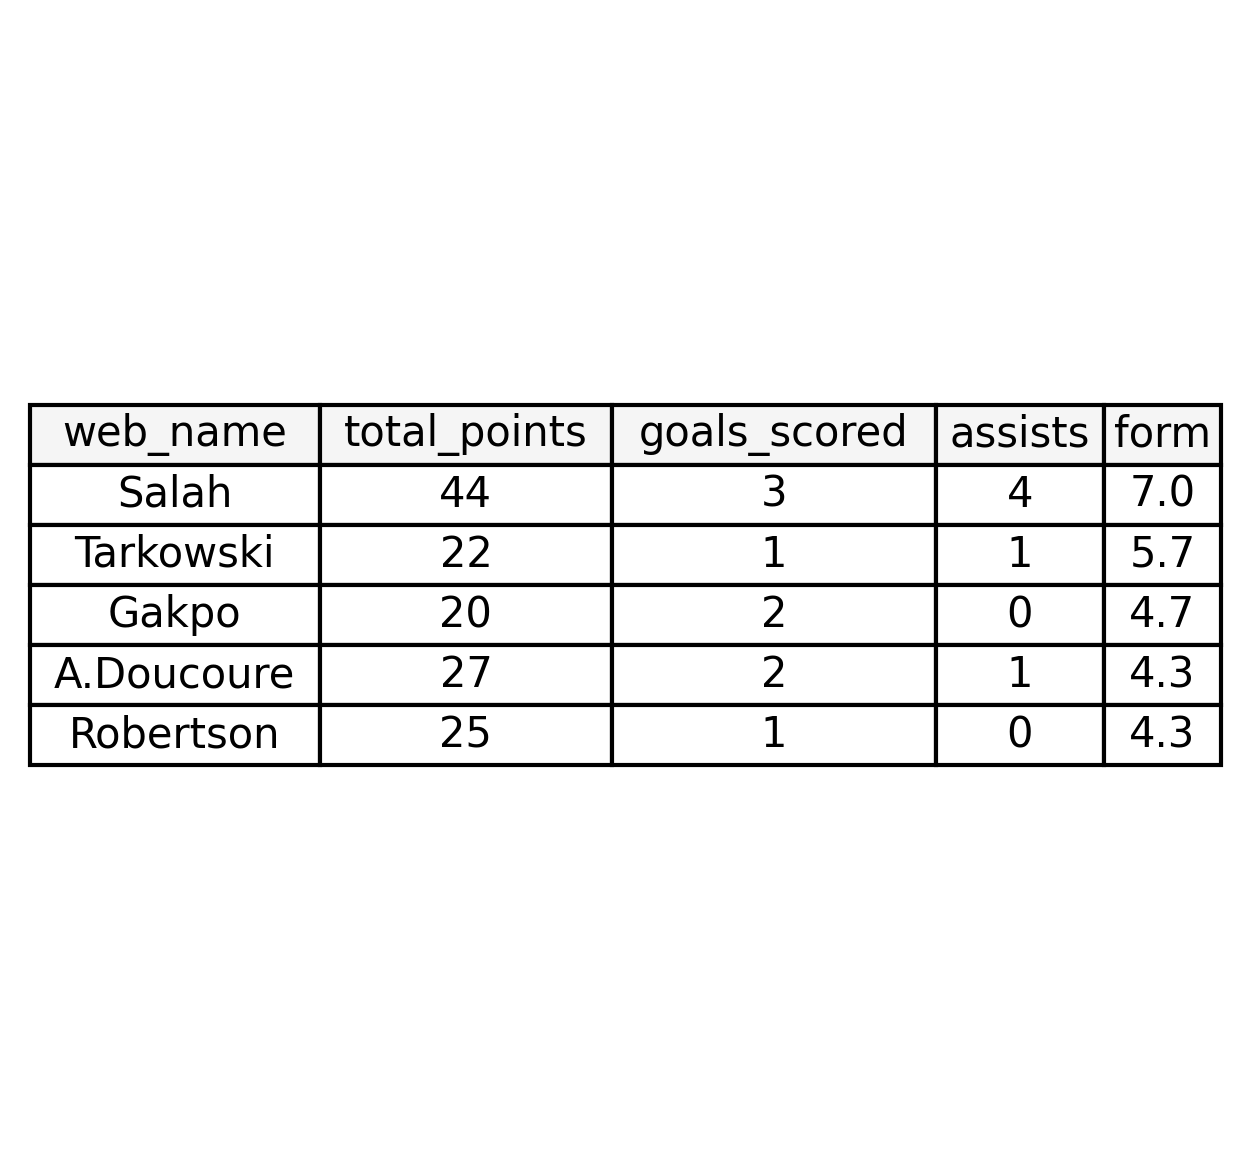 web_name total_points goals_scored assists form
Salah 44 3 4 7.0
Tarkowski 22 1 1 5.7
Gakpo 20 2 0 4.7
A.Doucoure 27 2 1 4.3
Robertson 25 1 0 4.3